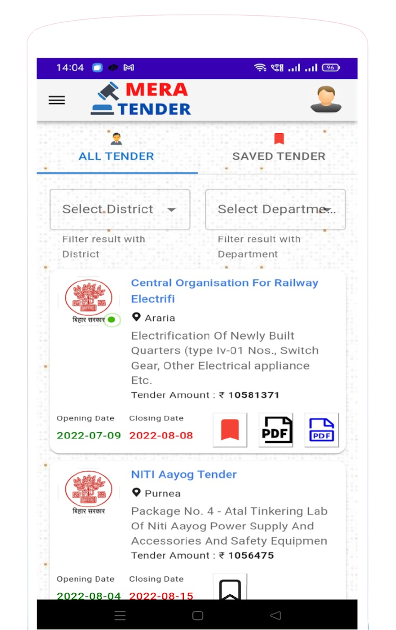 14:04
96
MERA
TENDER
ALL TENDER
SAVED TENDER
Select District
Select Departme...
Filter result with
District
Filter result with
Department
Central Organisation For Railway
Electrifi
बिहार सरकार
Araria
Electrification Of Newly Built
Quarters (type Iv-01 Nos., Switch
Gear, Other Electrical appliance
Etc.
Tender Amount : ₹ 10581371
Opening Date
Closing Date
2022-07-09
2022-08-08
PDF
PDF
NITI Aayog Tender
बिहार सरकार
Purnea
Package No. 4 - Atal Tinkering Lab
Of Niti Aayog Power Supply And
Accessories And Safety Equipmen
Tender Amount : ₹ 1056475
Opening Date
Closing Date
2022-08-04
2022-08-15